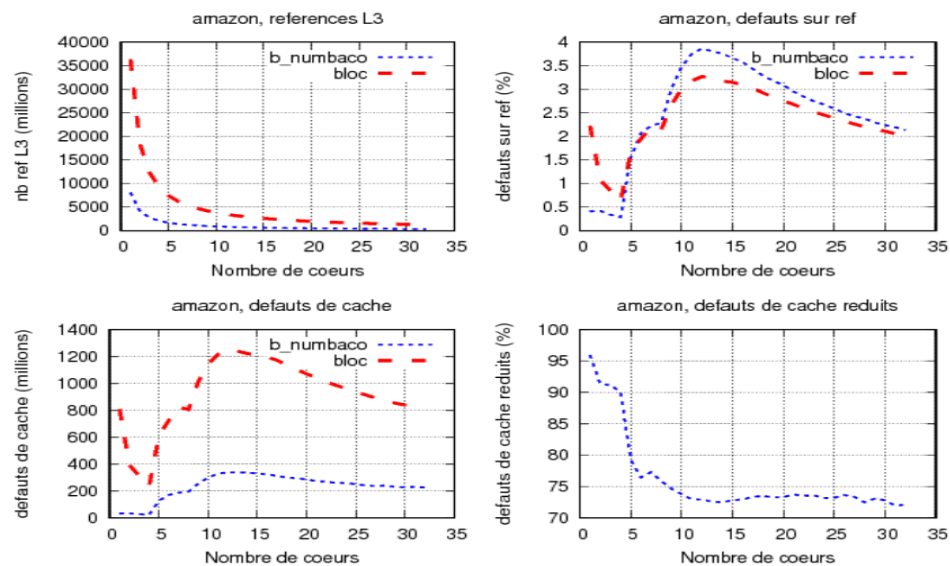 amazon, references L3
nb ref L3 (millions)
40000
35000
30000
25000
20000
15000
10000
5000
0
b_numbaco
bloc
0 5 10 15 20 25 30 35
Nombre de coeurs
amazon, defauts sur ref
defauts sur ref (%)
4
3.5
3
2.5
2
1.5
1
0.5
0
b_numbaco
bloc
0 5 10 15 20 25 30 35
Nombre de coeurs
amazon, defauts de cache
defauts de cache (millions)
1400
1200
1000
800
600
400
200
0
b_numbaco
bloc
0 5 10 15 20 25 30 35
Nombre de coeurs
amazon, defauts de cache reduits
defauts de cache reduits (%)
100
95
90
85
80
75
70
0 5 10 15 20 25 30 35
Nombre de coeurs